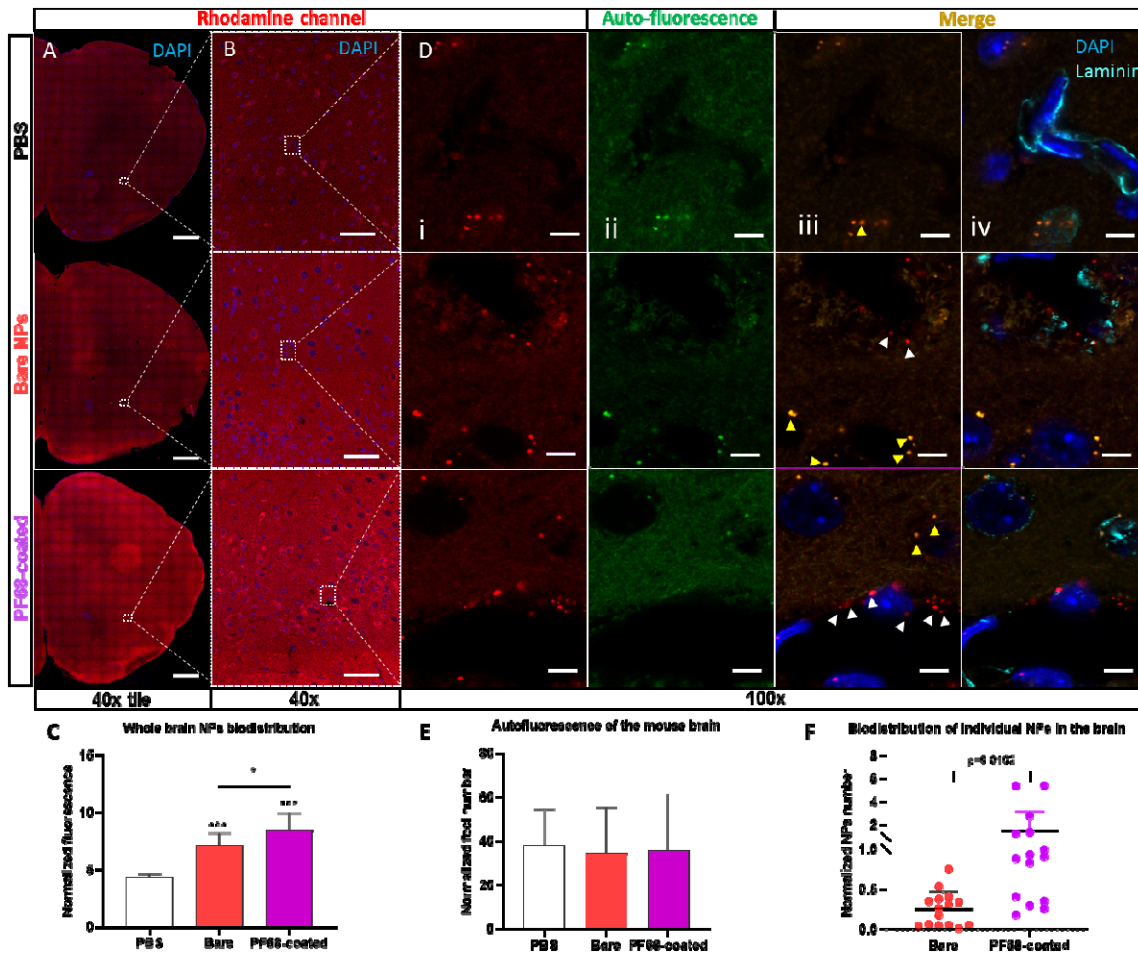 Rhodamine channel
Auto-fluorescence
Merge
PBS
A
DAPI
B
DAPI
D
DAPI
Laminin
i
ii
iii
iv
Bare NPs
PF68-coated
40x tile
40x
100x
C
Whole brain NPs biodistribution
Normalized fluorescence
15
10
5
0
*
***
***
PBS
Bare
PF68-coated
E
Autofluorescence of the mouse brain
Normalized foci number
80
60
40
20
0
PBS
Bare
PF68-coated
F
Biodistribution of individual NPs in the brain
Normalized NPs number
8
6
4
2
1.0
0.5
0.0
Bare
PF68-coated